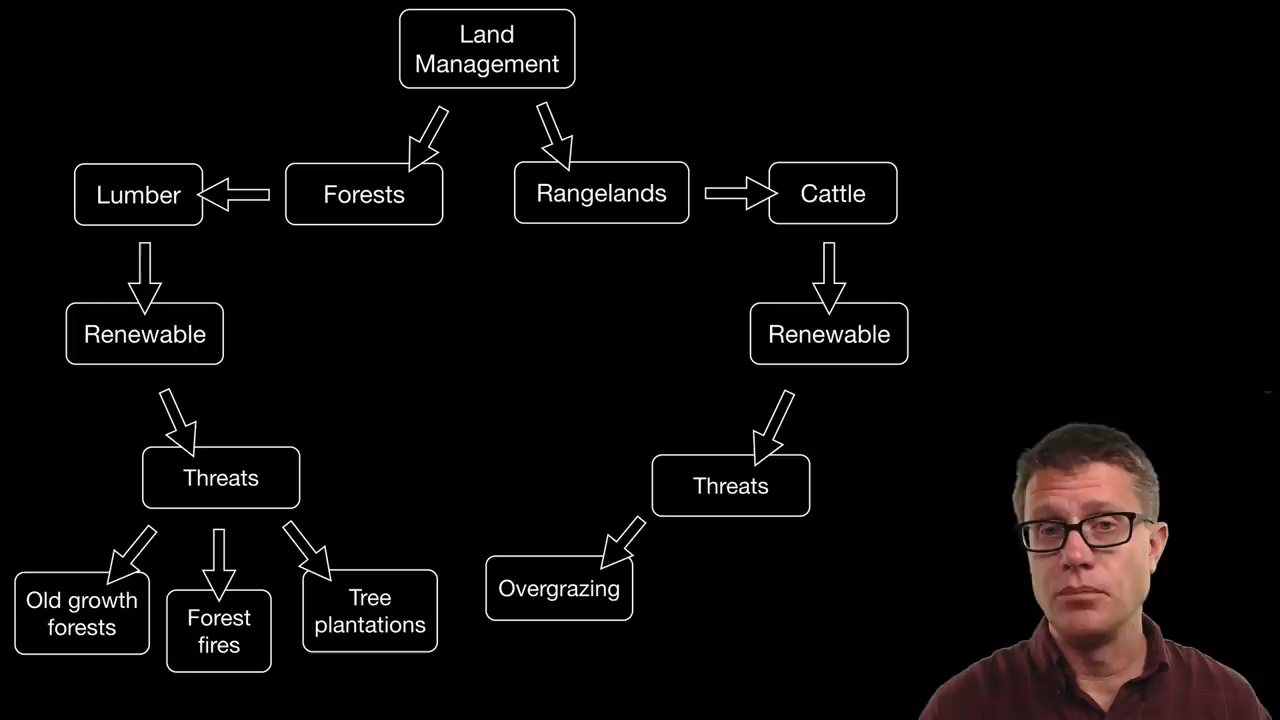 Land
Management
Lumber
Forests
Rangelands
Cattle
Renewable
Renewable
Threats
Threats
Old growth
forests
Forest
fires
Tree
plantations
Overgrazing